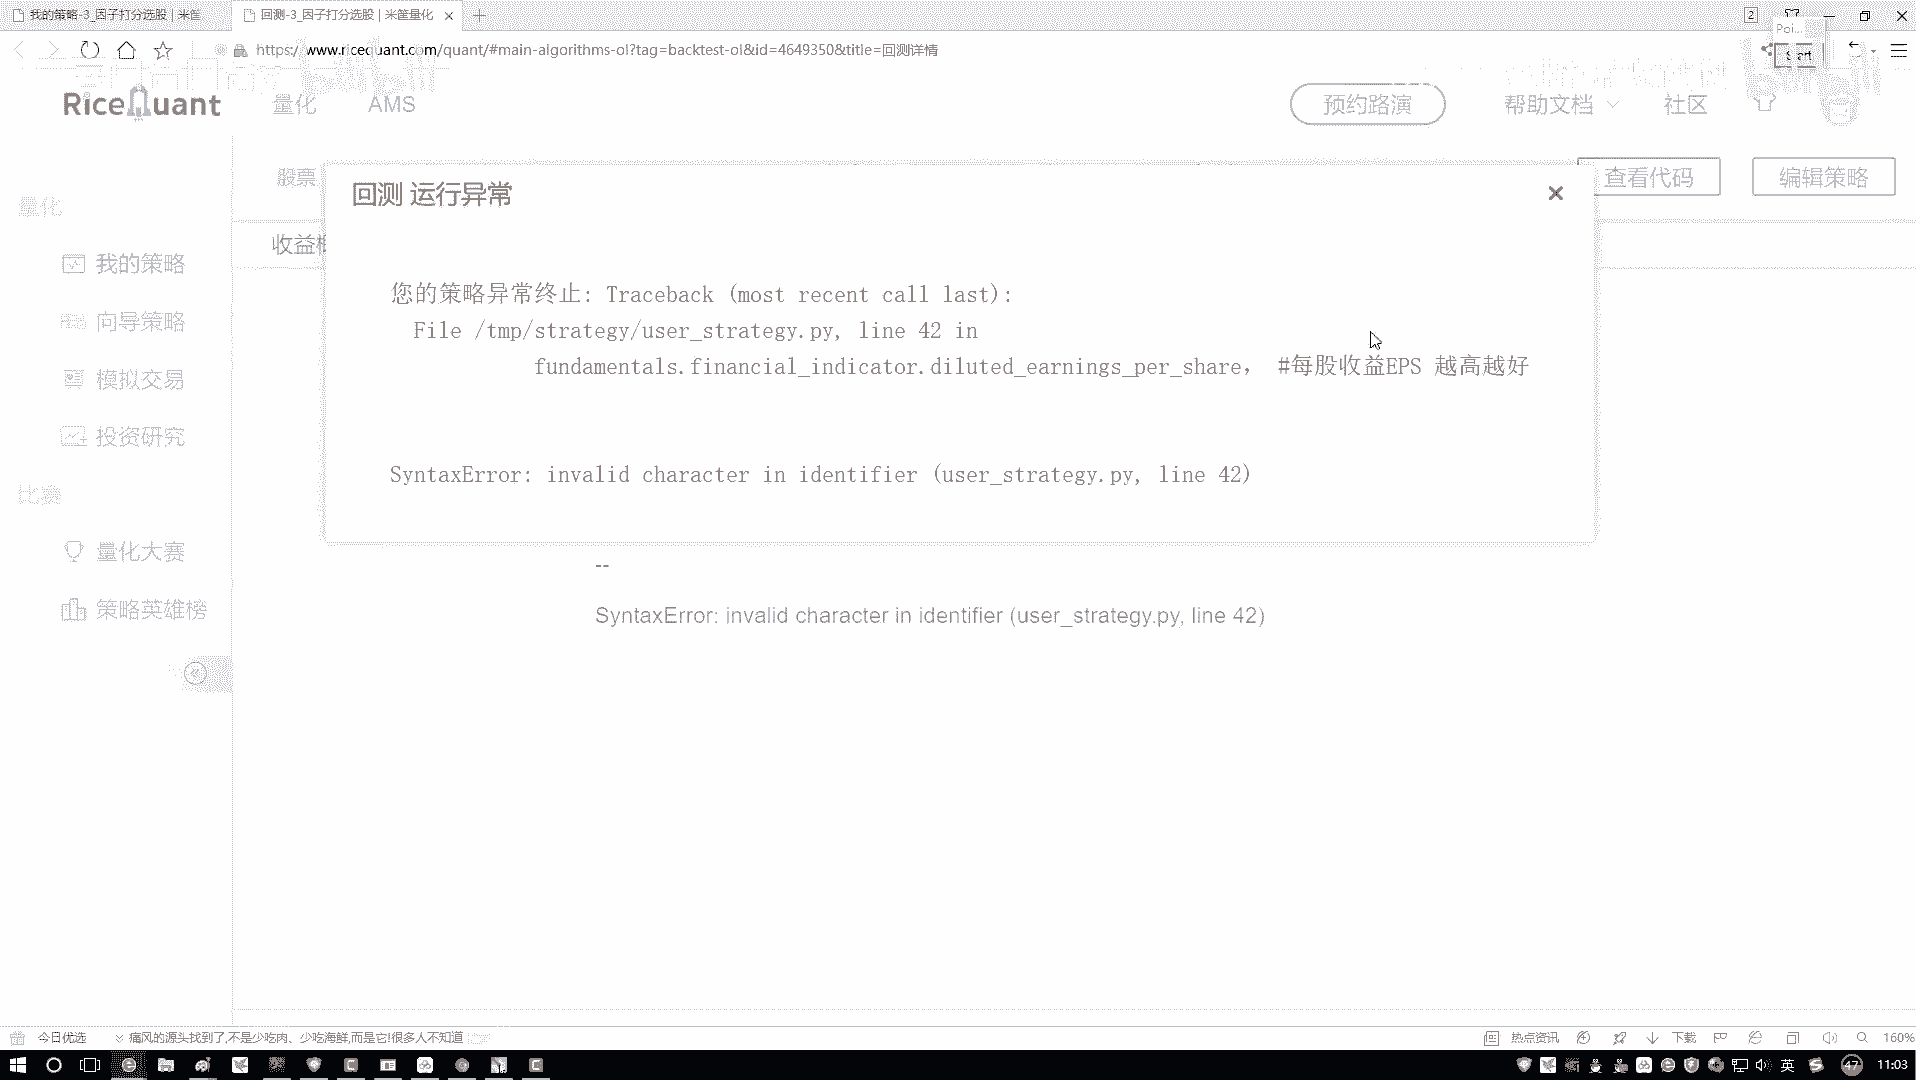 我的策略-3_因子打分选股 | 米筐
回测-3_因子打分选股 | 米筐量化
2
https://www.ricequant.com/quant/#main-algorithms-ol?tag=backtest-ol&id=4649350&title=回测详情
Poi...
Start
RiceQuant
量化
AMS
预约路演
帮助文档
社区
股票
查看代码
编辑策略
量化
我的策略
向导策略
模拟交易
投资研究
比赛
量化大赛
策略英雄榜
收益概
回测 运行异常
您的策略异常终止: Traceback (most recent call last):
File /tmp/strategy/user_strategy.py, line 42 in
fundamentals.financial_indicator.diluted_earnings_per_share， #每股收益EPS 越高越好
SyntaxError: invalid character in identifier (user_strategy.py, line 42)
--
SyntaxError: invalid character in identifier (user_strategy.py, line 42)
今日优选
痛风的源头找到了,不是少吃肉、少吃海鲜,而是它!很多人不知道
热点资讯
下载
160%
英
47
11:03